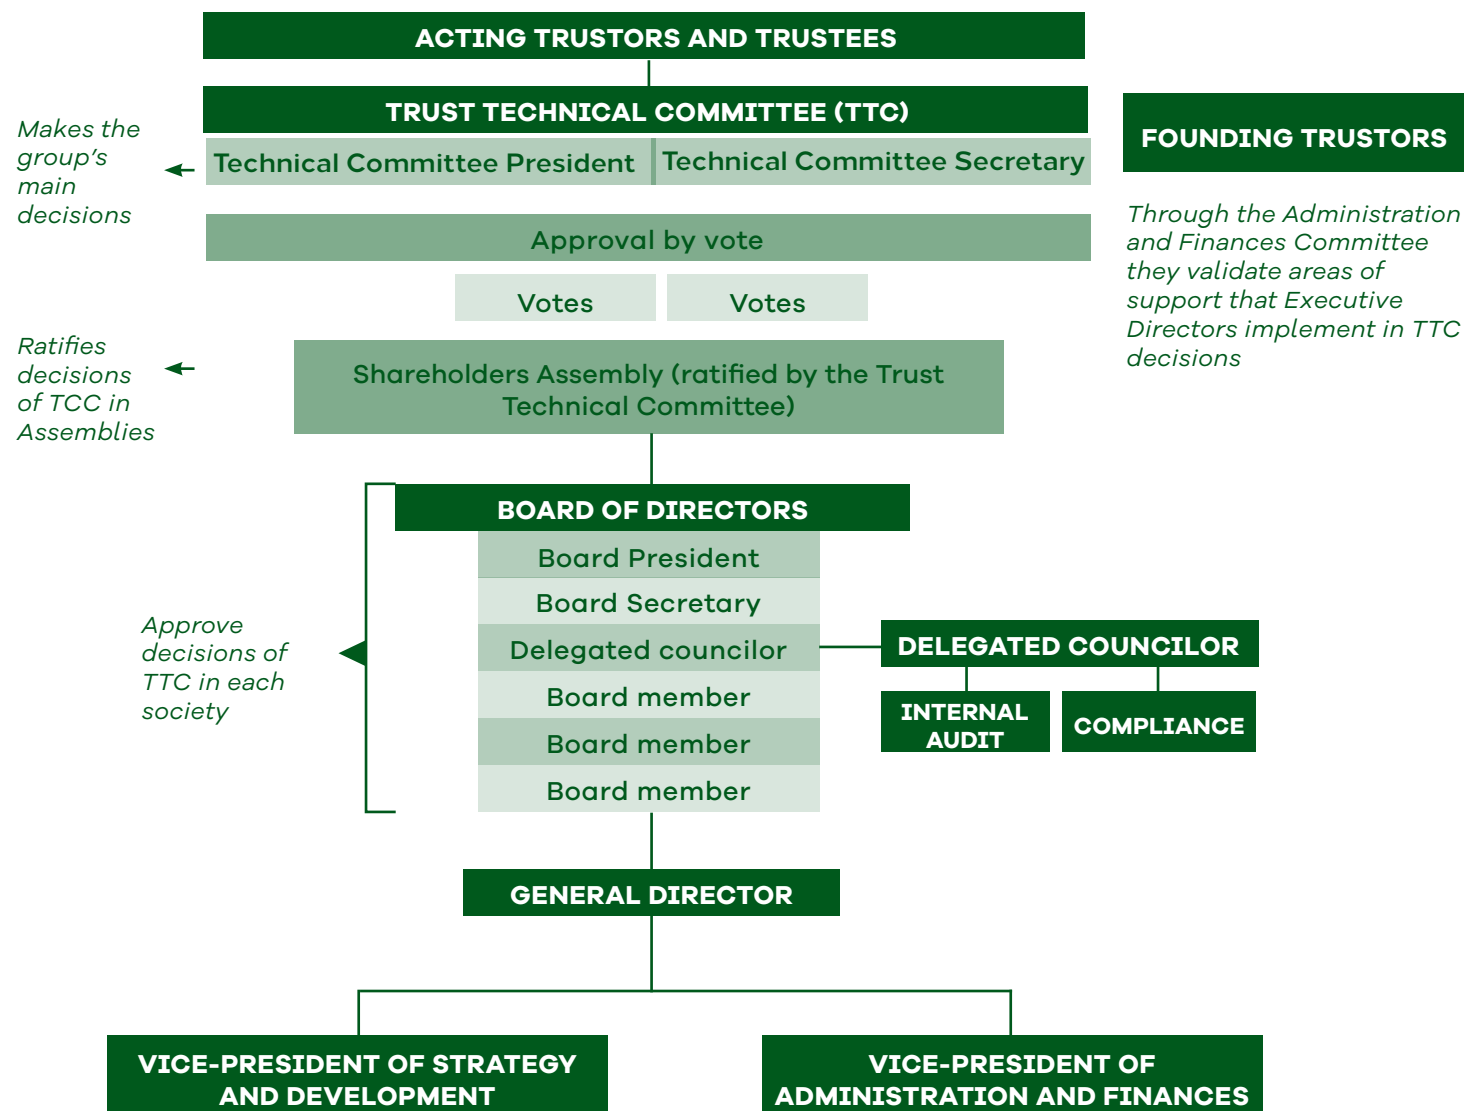 ACTING TRUSTORS AND TRUSTEES
TRUST TECHNICAL COMMITTEE (TTC)
Technical Committee President
Technical Committee Secretary
Makes the
group's
main
decisions
FOUNDING TRUSTORS
Through the Administration
and Finances Committee
they validate areas of
support that Executive
Directors implement in TTC
decisions
Approval by vote
Votes
Votes
Ratifies
decisions
of TCC in
Assemblies
Shareholders Assembly (ratified by the Trust
Technical Committee)
BOARD OF DIRECTORS
Board President
Board Secretary
Delegated councilor
Board member
Board member
Board member
Approve
decisions of
TTC in each
society
DELEGATED COUNCILOR
INTERNAL
AUDIT
COMPLIANCE
GENERAL DIRECTOR
VICE-PRESIDENT OF STRATEGY
AND DEVELOPMENT
VICE-PRESIDENT OF
ADMINISTRATION AND FINANCES